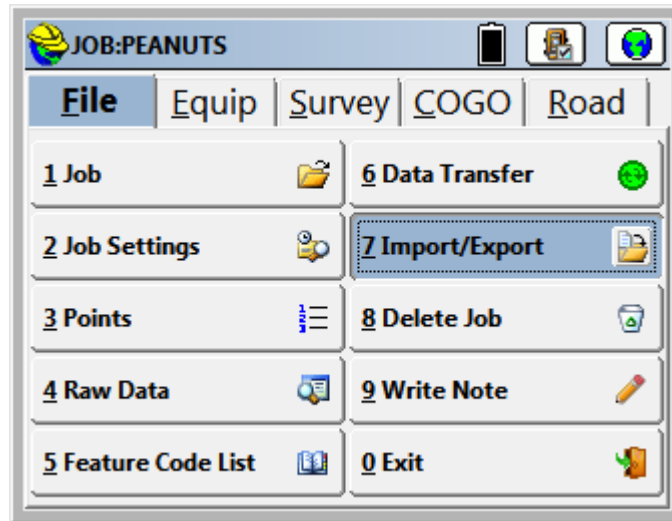 JOB:PEANUTS
File Equip Survey COGO Road
1 Job
6 Data Transfer
2 Job Settings
7 Import/Export
3 Points
8 Delete Job
4 Raw Data
9 Write Note
5 Feature Code List
0 Exit